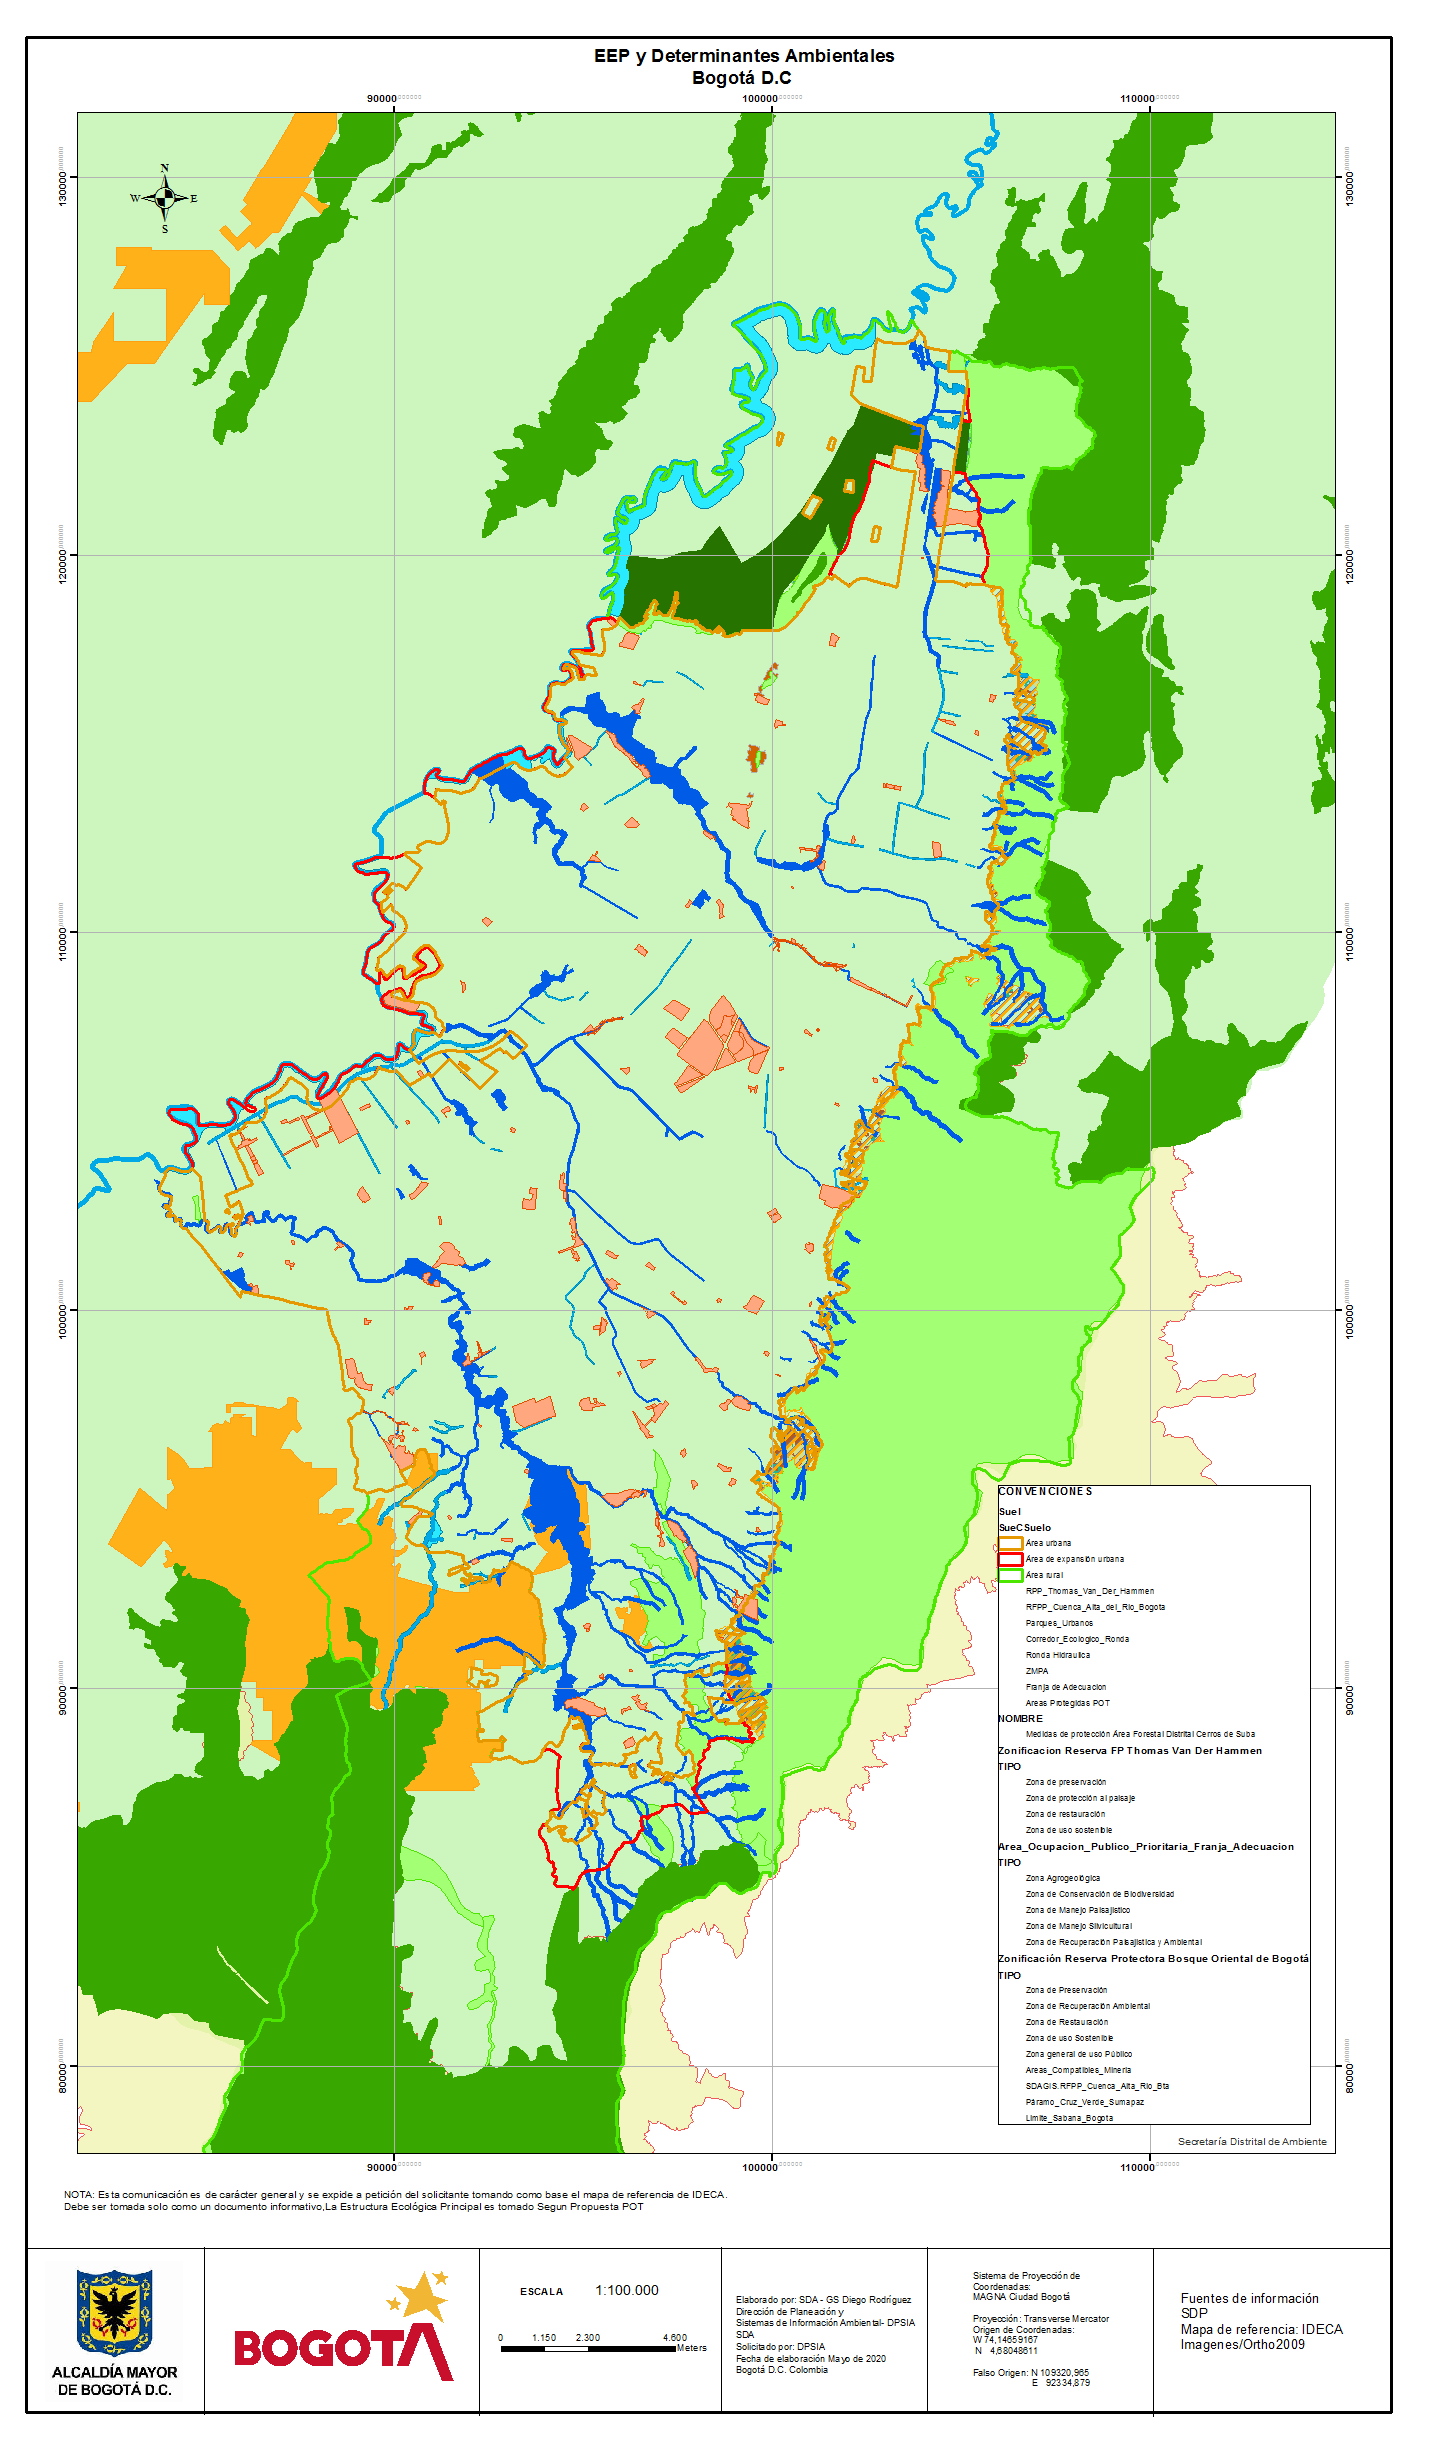 EEP y Determinantes Ambientales
Bogotá D.C
90000
100000
110000
130000
130000
N
W
E
S
120000
120000
110000
110000
100000
100000
90000
90000
80000
80000
CONVENCIONES
Suel
SueCSuelo
Área urbana
Área de expansión urbana
Área rural
RPP_Thomas_Van_Der_Hammen
RFPP_Cuenca_Alta_del_Rio_Bogota
Parques_Urbanos
Corredor_Ecologico_Ronda
Ronda Hidraulica
ZMPA
Franja de Adecuacion
Areas Protegidas POT
NOMBRE
Medidas de protección Área Forestal Distrital Cerros de Suba
Zonificacion Reserva FP Thomas Van Der Hammen
TIPO
Zona de preservación
Zona de protección al paisaje
Zona de restauración
Zona de uso sostenible
Area_Ocupacion_Publico_Prioritaria_Franja_Adecuacion
TIPO
Zona Agrogeológica
Zona de Conservación de Biodiversidad
Zona de Manejo Paisajístico
Zona de Manejo Silvicultural
Zona de Recuperación Paisajística y Ambiental
Zonificación Reserva Protectora Bosque Oriental de Bogotá
TIPO
Zona de Preservación
Zona de Recuperación Ambiental
Zona de Restauración
Zona de uso Sostenible
Zona general de uso Público
Areas_Compatibles_Mineria
SDAGIS.RFPP_Cuenca_Alta_Rio_Bta
Páramo_Cruz_Verde_Sumapaz
Limite_Sabana_Bogota
Secretaría Distrital de Ambiente
90000
100000
110000
NOTA: Esta comunicación es de carácter general y se expide a petición del solicitante tomando como base el mapa de referencia de IDECA.
Debe ser tomada solo como un documento informativo,La Estructura Ecológica Principal es tomado Segun Propuesta POT
ALCALDÍA MAYOR
DE BOGOTÁ D.C.
BOGOTÁ
ESCALA 1:100.000
0 1.150 2.300 4.600
Meters
Elaborado por: SDA - GS Diego Rodríguez
Dirección de Planeación y
Sistemas de Información Ambiental- DPSIA
SDA
Solicitado por: DPSIA
Fecha de elaboración Mayo de 2020
Bogotá D.C. Colombia
Sistema de Proyección de
Coordenadas:
MAGNA Ciudad Bogotá
Proyección: Transverse Mercator
Origen de Coordenadas:
W 74,14659167
N 4,68048611
Falso Origen: N 109320,965
E 92334,879
Fuentes de información
SDP
Mapa de referencia: IDECA
Imagenes/Ortho2009